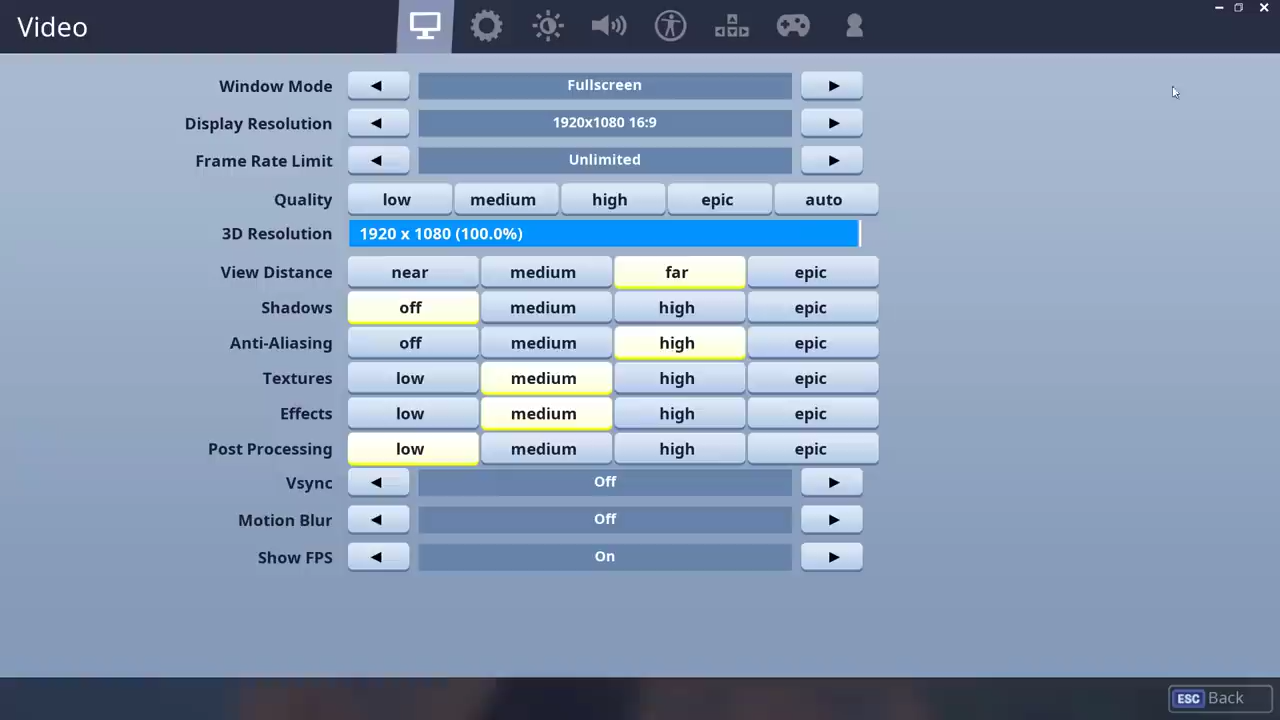 Video
Window Mode ◀ Fullscreen ▶
Display Resolution ◀ 1920x1080 16:9 ▶
Frame Rate Limit ◀ Unlimited ▶
Quality low medium high epic auto
3D Resolution 1920 x 1080 (100.0%)
View Distance near medium far epic
Shadows off medium high epic
Anti-Aliasing off medium high epic
Textures low medium high epic
Effects low medium high epic
Post Processing low medium high epic
Vsync ◀ Off ▶
Motion Blur ◀ Off ▶
Show FPS ◀ On ▶
ESC Back